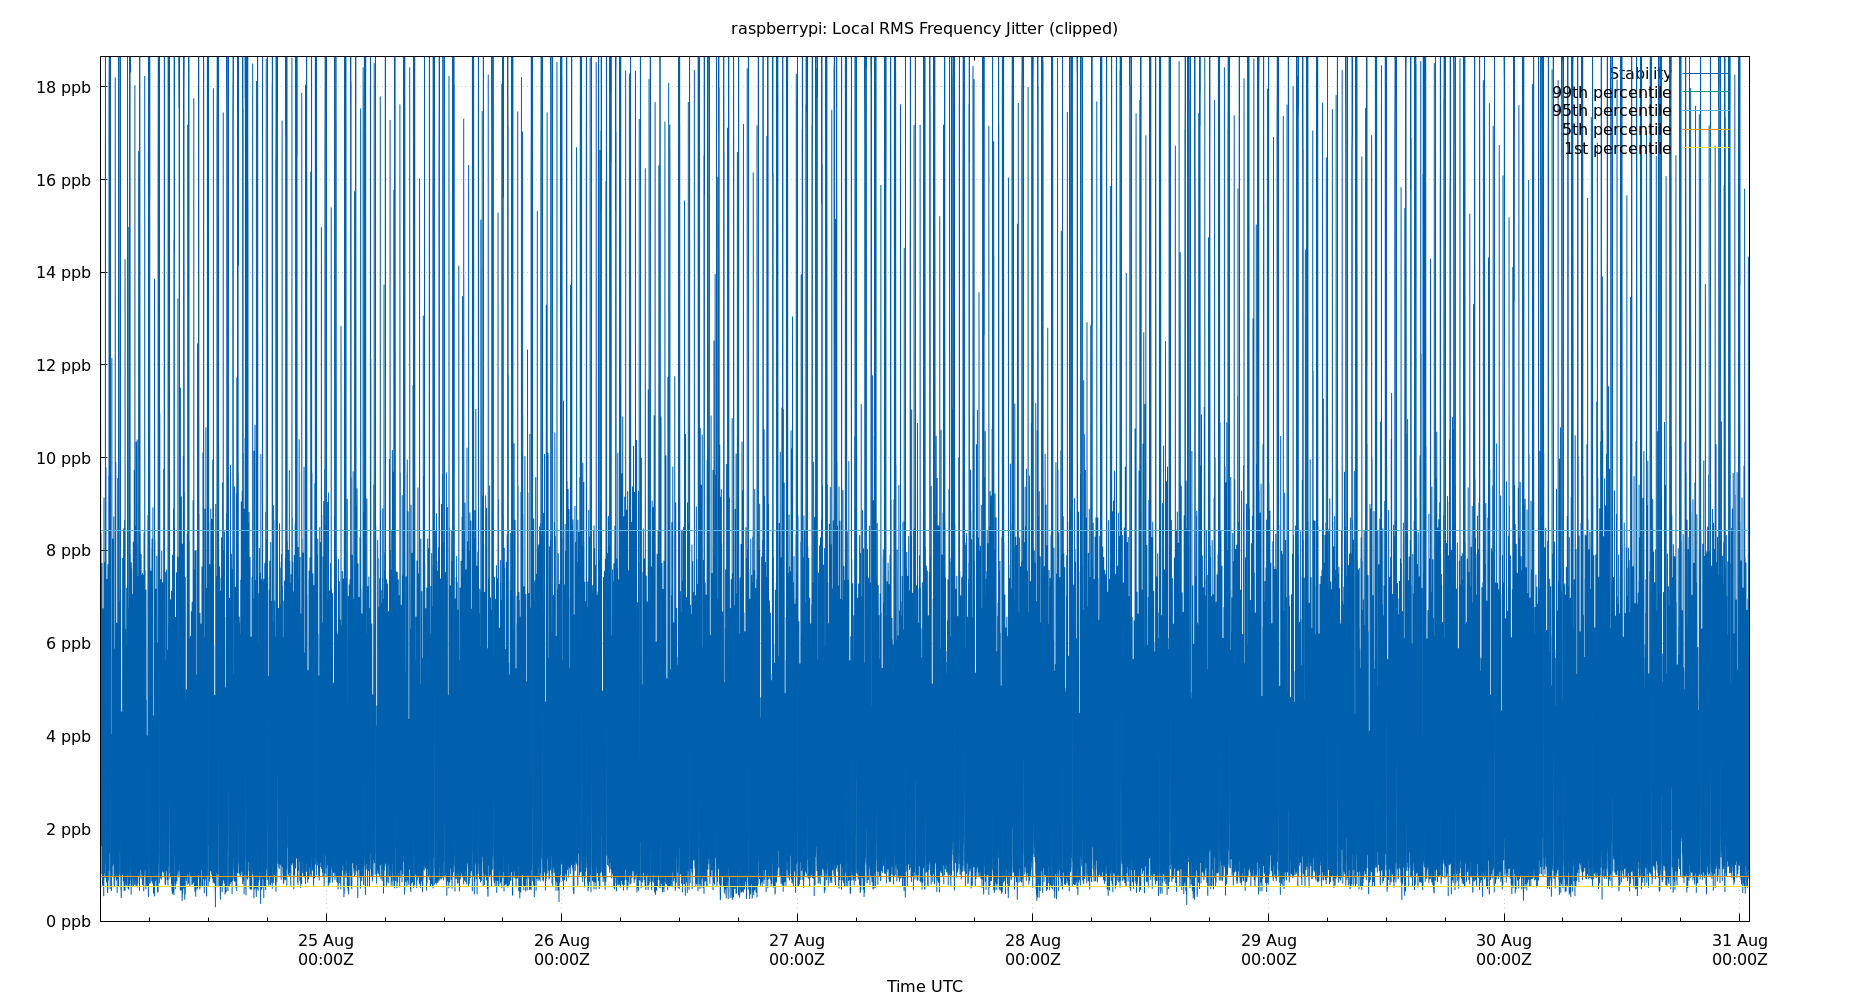 raspberrypi: Local RMS Frequency Jitter (clipped)
18 ppb
16 ppb
14 ppb
12 ppb
10 ppb
8 ppb
6 ppb
4 ppb
2 ppb
0 ppb
Stability
99th percentile
95th percentile
5th percentile
1st percentile
25 Aug
00:00Z
26 Aug
00:00Z
27 Aug
00:00Z
28 Aug
00:00Z
29 Aug
00:00Z
30 Aug
00:00Z
31 Aug
00:00Z
Time UTC